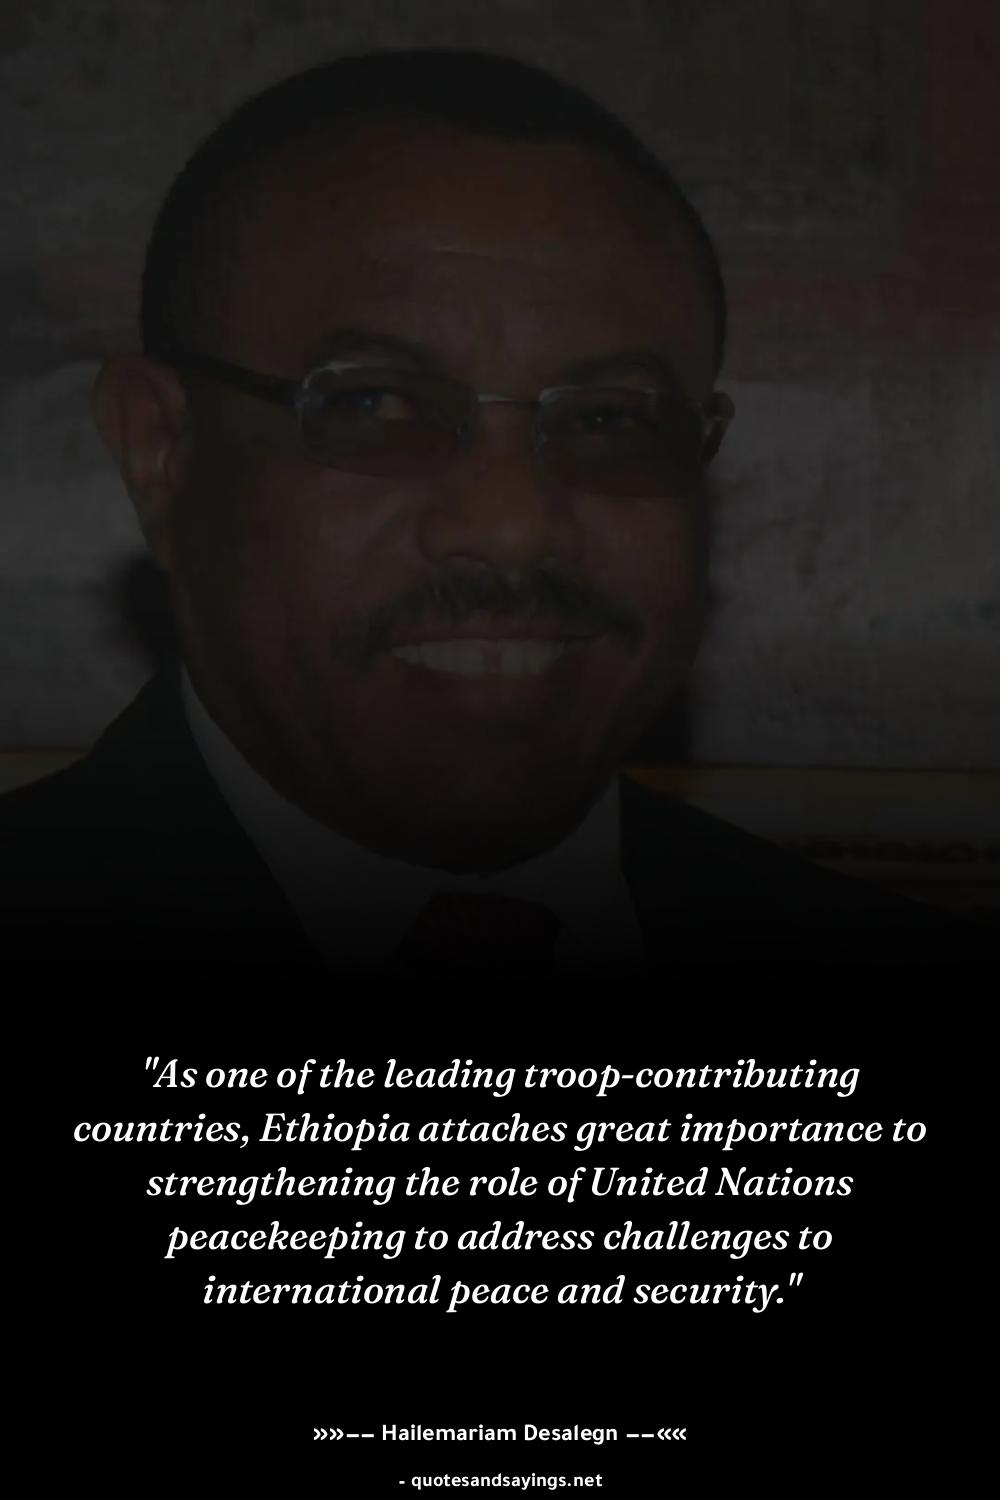 "As one of the leading troop-contributing
countries, Ethiopia attaches great importance to
strengthening the role of United Nations
peacekeeping to address challenges to
international peace and security."
»»–– Hailemariam Desalegn ––««
- quotesandsayings.net